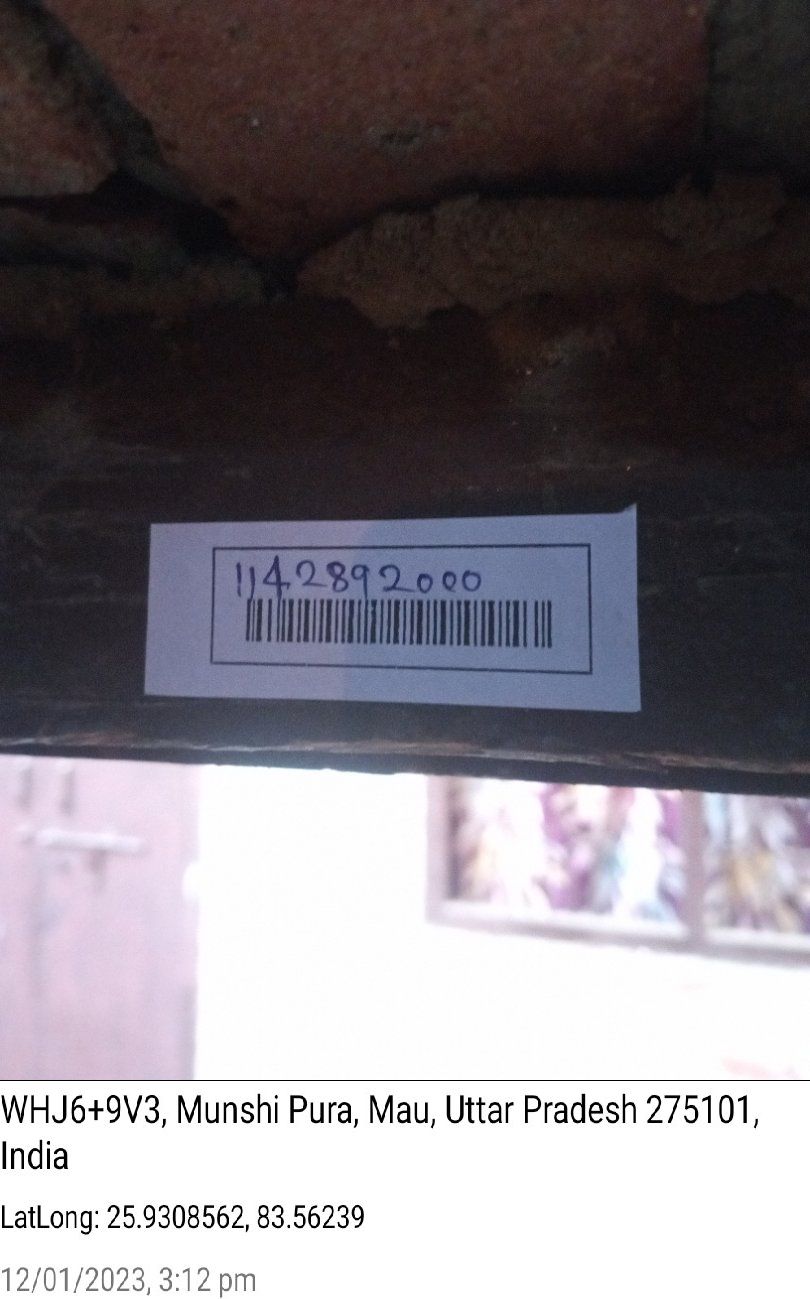 1142892000
WHJ6+9V3, Munshi Pura, Mau, Uttar Pradesh 275101,
India
LatLong: 25.9308562, 83.56239
12/01/2023, 3:12 pm